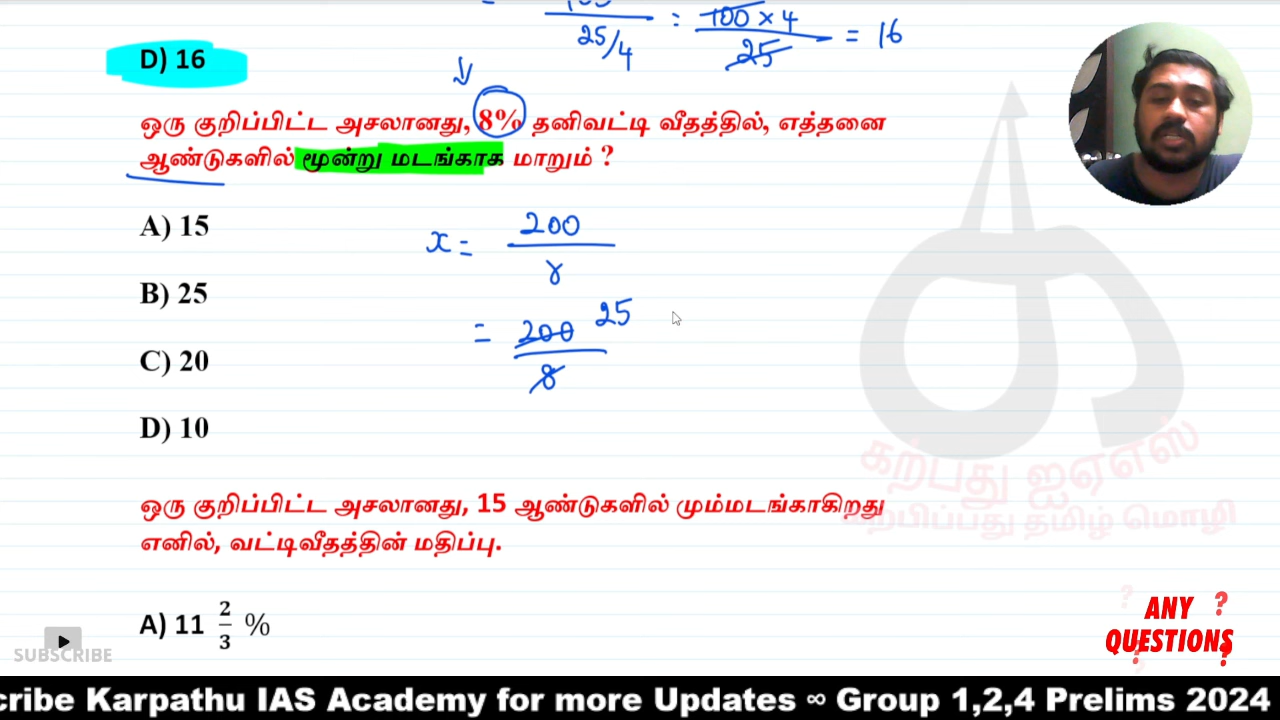 25/4
= 100 × 4
25
= 16
D) 16
ஒரு குறிப்பிட்ட அசலானது, 8% தனிவட்டி வீதத்தில், எத்தனை
ஆண்டுகளில் மூன்று மடங்காக மாறும் ?
A) 15
x = 200
r
B) 25
= 200 25
8
C) 20
D) 10
ஒரு குறிப்பிட்ட அசலானது, 15 ஆண்டுகளில் மும்மடங்காகிறது
எனில், வட்டிவீதத்தின் மதிப்பு.
A) 11 2/3 %
கற்பது ஐஏஎஸ்
கற்பிப்பது தமிழ் மொழி
ANY
QUESTIONS
SUBSCRIBE
cribe Karpathu IAS Academy for more Updates ∞ Group 1,2,4 Prelims 2024